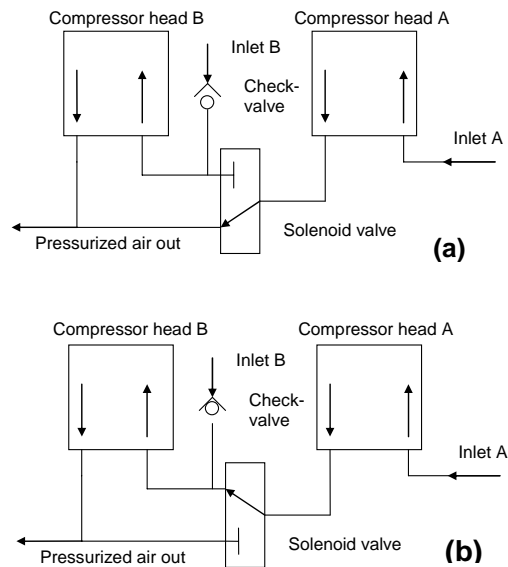 Compressor head B
Compressor head A
Inlet B
Check-
valve
Inlet A
Solenoid valve
Pressurized air out
(a)
Compressor head B
Compressor head A
Inlet B
Check-
valve
Inlet A
Solenoid valve
Pressurized air out
(b)